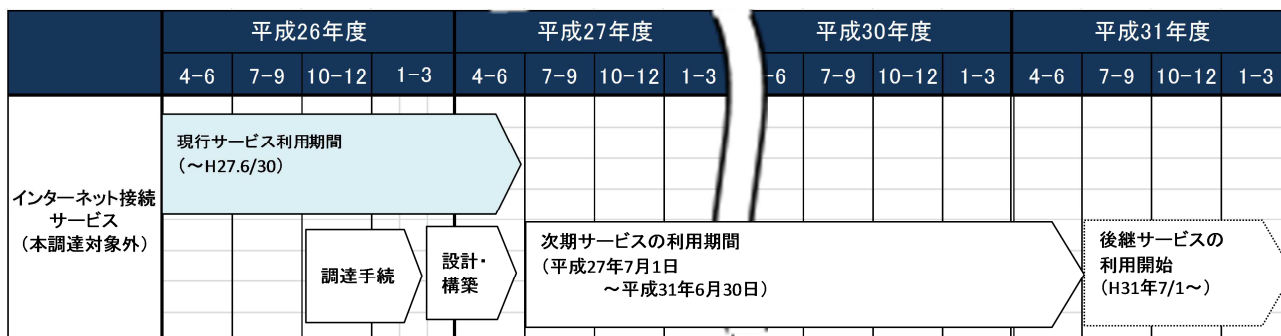 平成26年度
平成27年度
平成30年度
平成31年度
4-6
7-9
10-12
1-3
4-6
7-9
10-12
1-3
-6
7-9
10-12
1-3
4-6
7-9
10-12
1-3
インターネット接続
サービス
(本調達対象外)
現行サービス利用期間
(~H27.6/30)
調達手続
設計・
構築
次期サービスの利用期間
(平成27年7月1日
~平成31年6月30日)
後継サービスの
利用開始
(H31年7/1~)